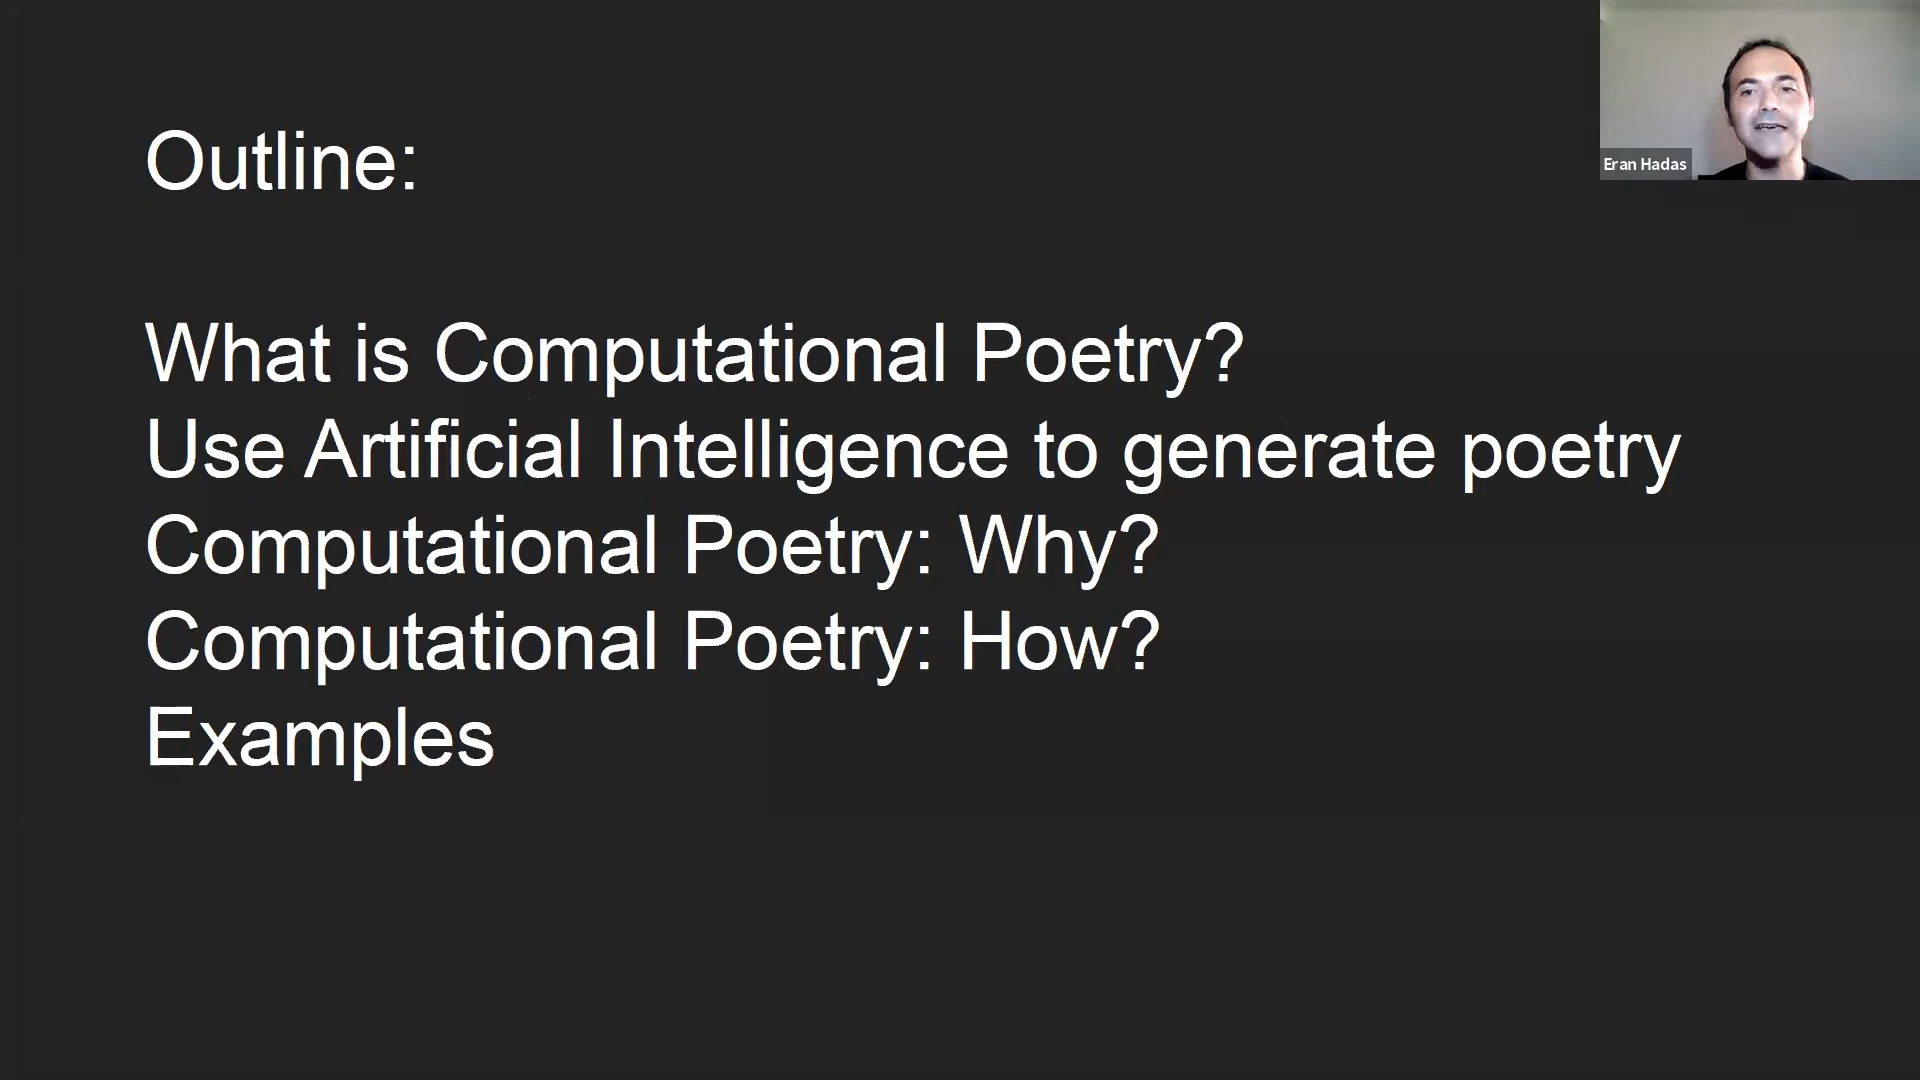 Outline:
What is Computational Poetry?
Use Artificial Intelligence to generate poetry
Computational Poetry: Why?
Computational Poetry: How?
Examples
Eran Hadas